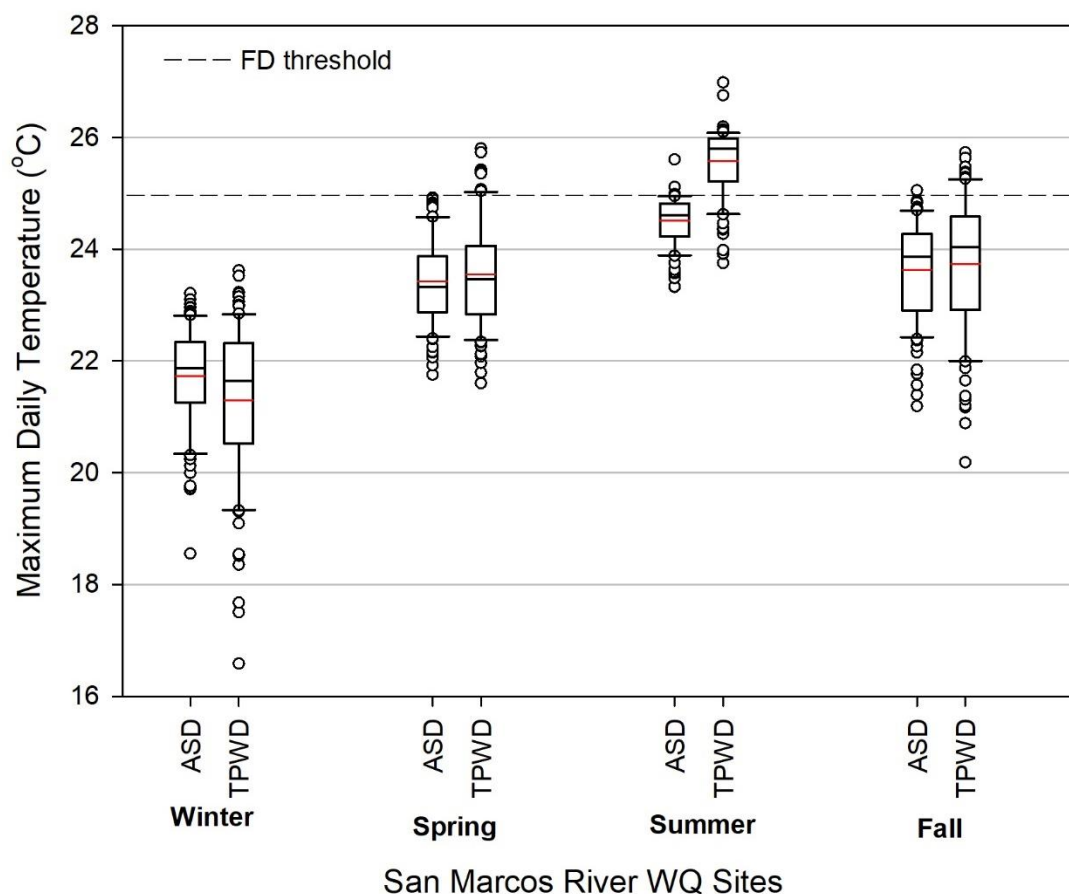 28
FD threshold
26
24
22
20
18
16
Maximum Daily Temperature (°C)
ASD
TPWD
ASD
TPWD
ASD
TPWD
ASD
TPWD
Winter
Spring
Summer
Fall
San Marcos River WQ Sites